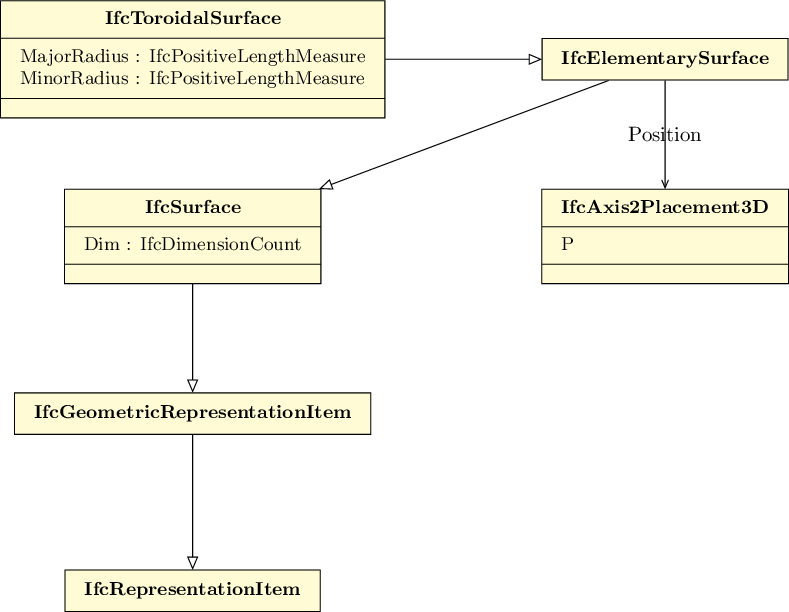 IfcToroidalSurface
MajorRadius : IfcPositiveLengthMeasure
MinorRadius : IfcPositiveLengthMeasure
IfcElementarySurface
Position
IfcSurface
Dim : IfcDimensionCount
IfcAxis2Placement3D
P
IfcGeometricRepresentationItem
IfcRepresentationItem